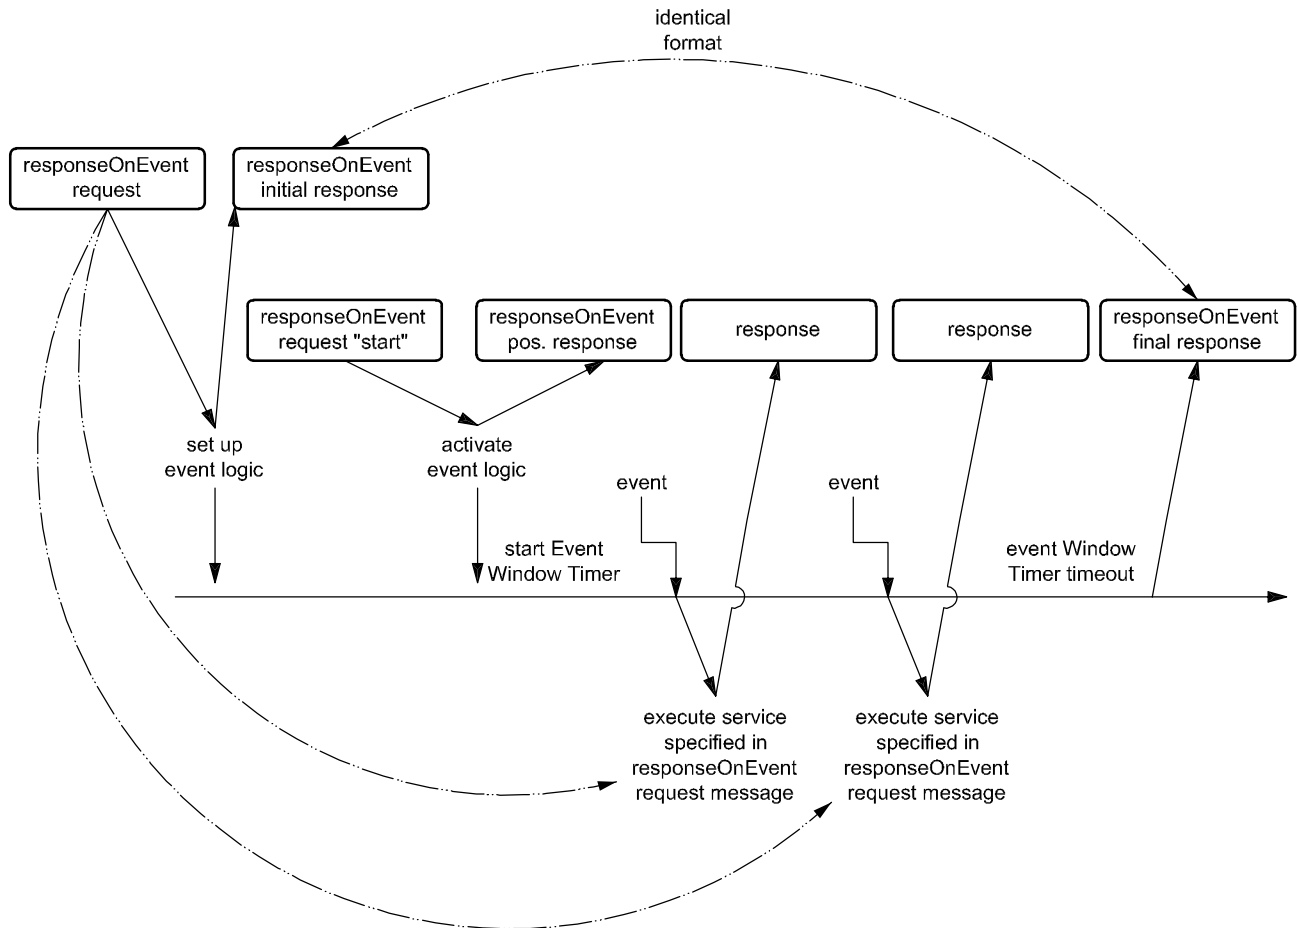 identical
format
responseOnEvent
request
responseOnEvent
initial response
responseOnEvent
request "start"
responseOnEvent
pos. response
response
response
responseOnEvent
final response
set up
event logic
activate
event logic
event
event
start Event
Window Timer
event Window
Timer timeout
execute service
specified in
responseOnEvent
request message
execute service
specified in
responseOnEvent
request message